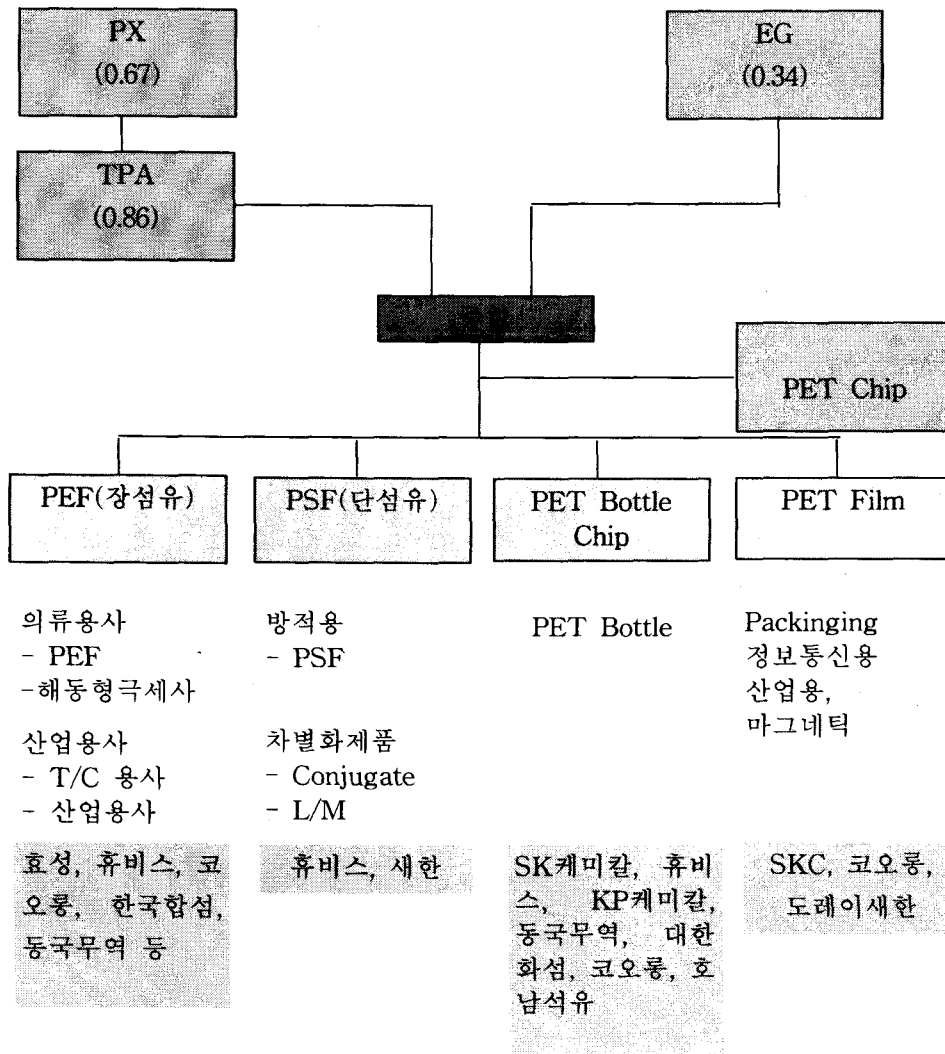 PX
(0.67)
EG
(0.34)
TPA
(0.86)
PET Chip
PEF(장섬유)
PSF(단섬유)
PET Bottle
Chip
PET Film
의류용사
- PEF
-해동형극세사
산업용사
- T/C 용사
- 산업용사
방적용
- PSF
차별화제품
- Conjugate
- L/M
PET Bottle
Packinging
정보통신용
산업용,
마그네틱
효성, 휴비스, 코
오롱, 한국합섬,
동국무역 등
휴비스, 새한
SK케미칼, 휴비
스, KP케미칼,
동국무역, 대한
화섬, 코오롱, 호
남석유
SKC, 코오롱,
도레이새한